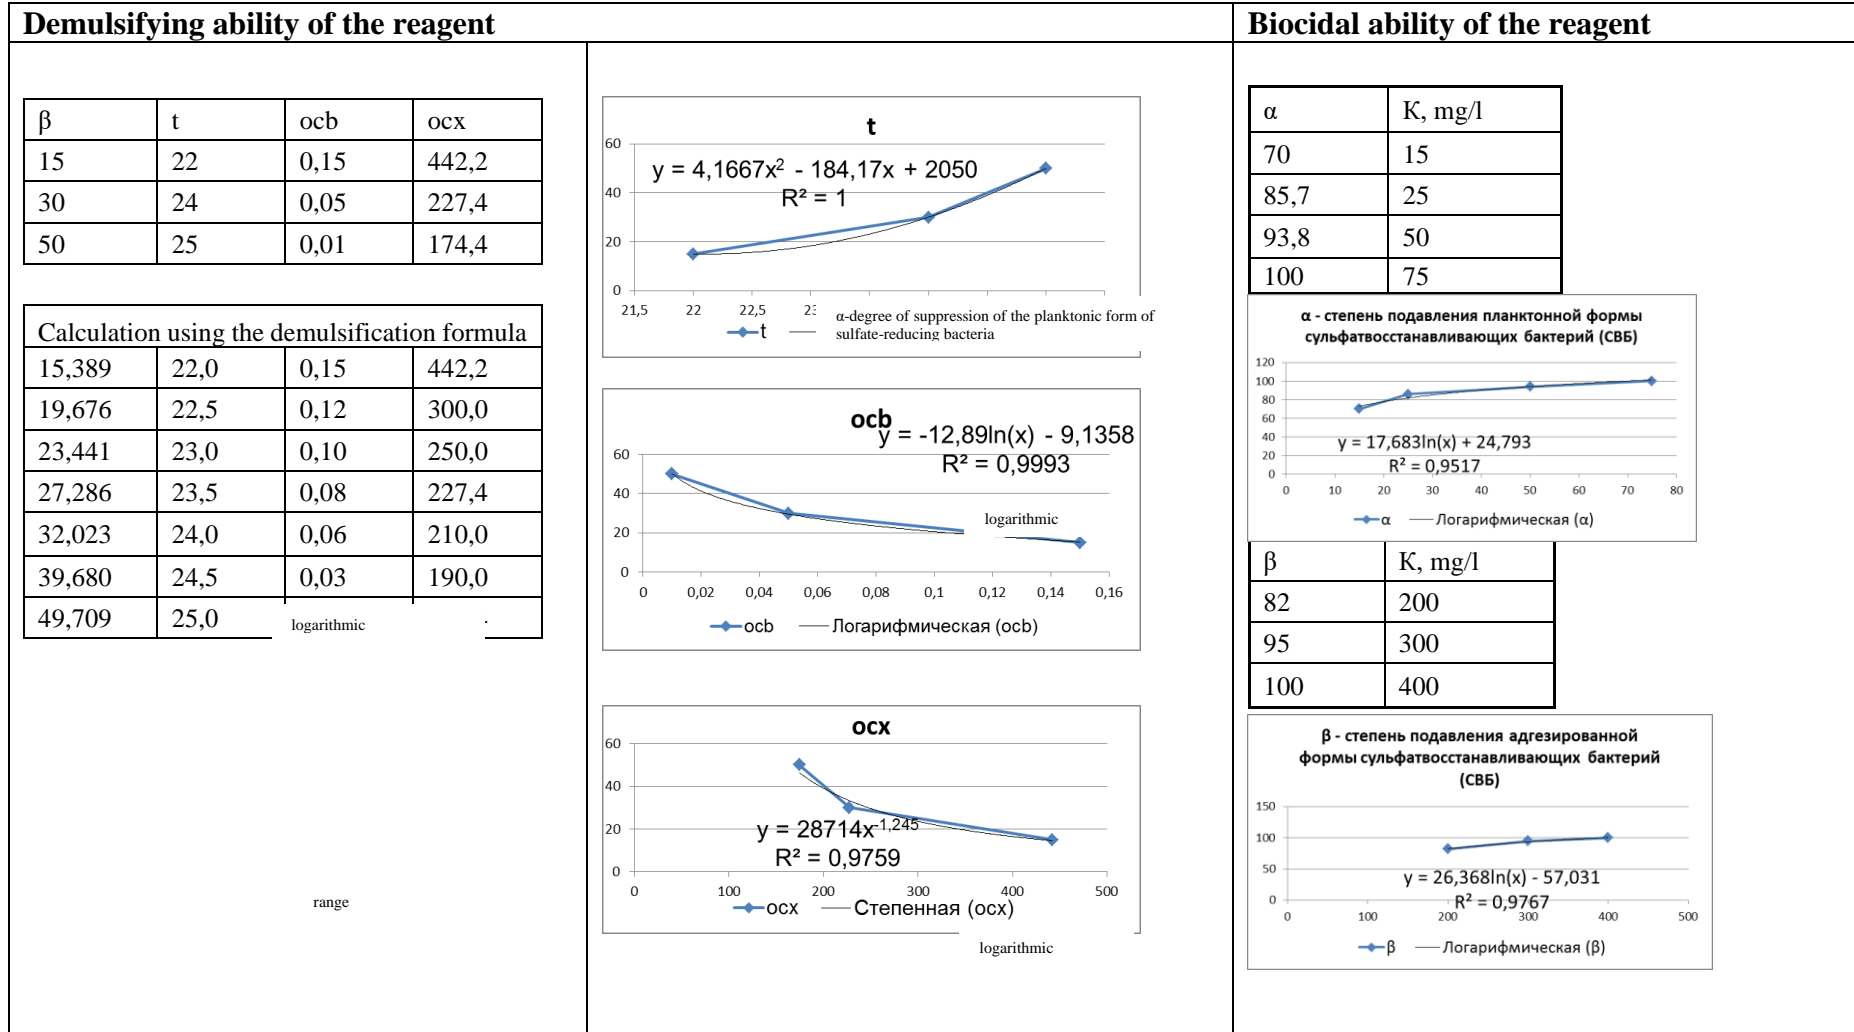 Demulsifying ability of the reagent
Biocidal ability of the reagent
β t ocb ocx
15 22 0,15 442,2
30 24 0,05 227,4
50 25 0,01 174,4
Calculation using the demulsification formula
15,389 22,0 0,15 442,2
19,676 22,5 0,12 300,0
23,441 23,0 0,10 250,0
27,286 23,5 0,08 227,4
32,023 24,0 0,06 210,0
39,680 24,5 0,03 190,0
49,709 25,0
logarithmic
range
t
y = 4,1667x² - 184,17x + 2050
R² = 1
60
40
20
0
21,5 22 22,5
t
α-degree of suppression of the planktonic form of
sulfate-reducing bacteria
ocb
y = -12,89ln(x) - 9,1358
R² = 0,9993
60
40
20
0
logarithmic
0 0,02 0,04 0,06 0,08 0,1 0,12 0,14 0,16
ocb Логарифмическая (ocb)
ocx
60
40
20
0
y = 28714x^-1,245
R² = 0,9759
0 100 200 300 400 500
ocx Степенная (ocx)
logarithmic
α K, mg/l
70 15
85,7 25
93,8 50
100 75
α - степень подавления планктонной формы
сульфатвосстанавливающих бактерий (СВБ)
120
100
80
60
40
20
0
y = 17,683ln(x) + 24,793
R² = 0,9517
0 10 20 30 40 50 60 70 80
α Логарифмическая (α)
β K, mg/l
82 200
95 300
100 400
β - степень подавления адгезированной
формы сульфатвосстанавливающих бактерий
(СВБ)
150
100
50
0
y = 26,368ln(x) - 57,031
R² = 0,9767
0 100 200 300 400 500
β Логарифмическая (β)